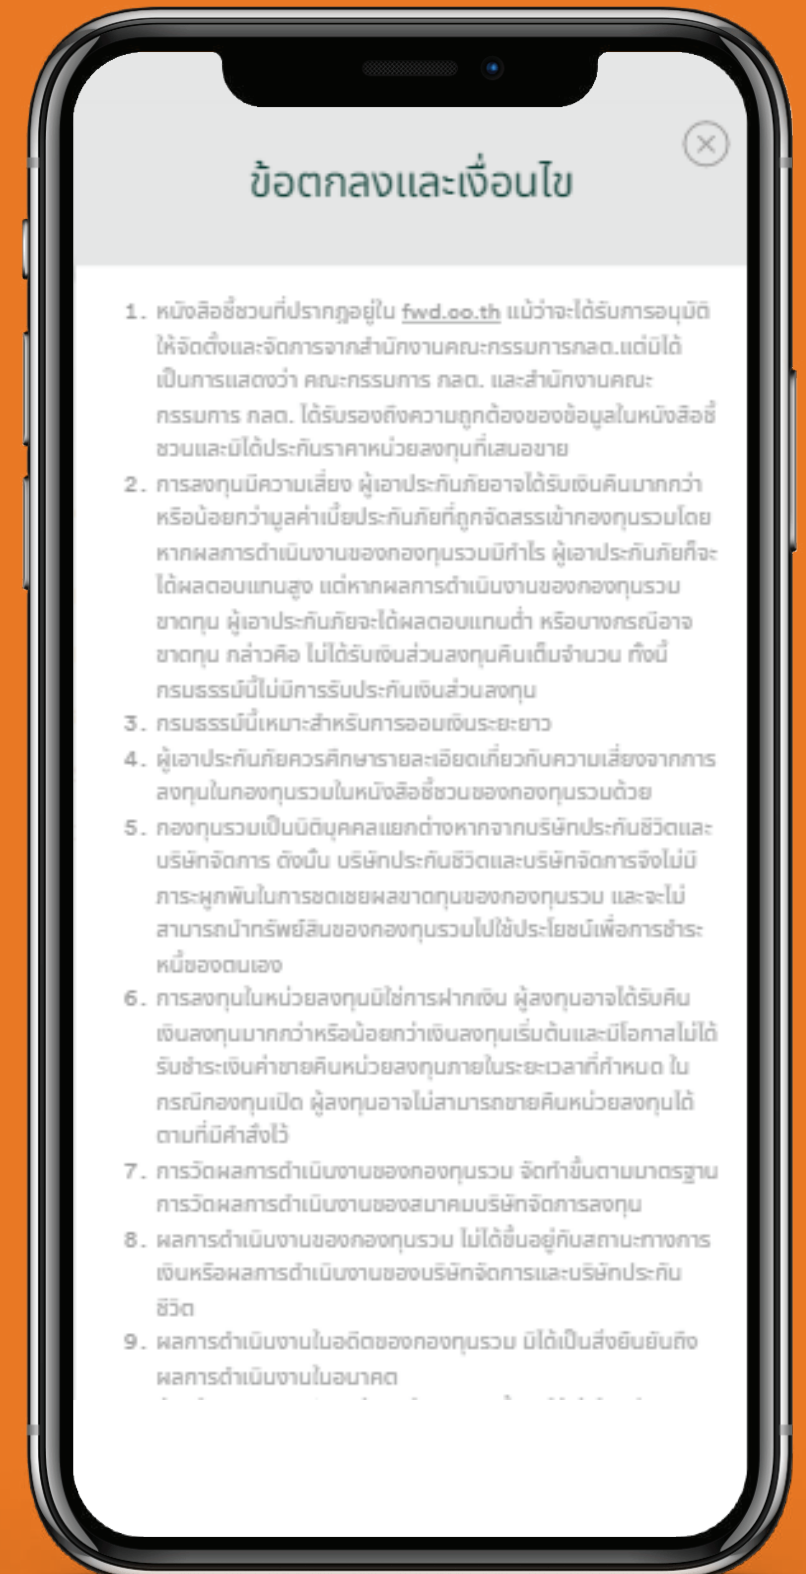 ข้อตกลงและเงื่อนไข
1. หนังสือชี้ชวนที่ปรากฏอยู่ใน fwd.co.th แม้ว่าจะได้รับการอนุมัติ
ให้จัดตั้งและจัดการจากสำนักงานคณะกรรมการกลต.แต่มิได้
เป็นการแสดงว่า คณะกรรมการ กลต. และสำนักงานคณะ
กรรมการ กลต. ได้รับรองถึงความถูกต้องของข้อมูลในหนังสือชี้
ชวนและมิได้ประกันราคาหน่วยลงทุนที่เสนอขาย
2. การลงทุนมีความเสี่ยง ผู้เอาประกันภัยอาจได้รับเงินคืนมากกว่า
หรือน้อยกว่ามูลค่าเบี้ยประกันภัยที่ถูกจัดสรรเข้ากองทุนรวมโดย
หากผลการดำเนินงานของกองทุนรวมมีกำไร ผู้เอาประกันภัยก็จะ
ได้ผลตอบแทนสูง แต่หากผลการดำเนินงานของกองทุนรวม
ขาดทุน ผู้เอาประกันภัยจะได้ผลตอบแทนต่ำ หรือบางกรณีอาจ
ขาดทุน กล่าวคือ ไม่ได้รับเงินส่วนลงทุนคืนเต็มจำนวน ทั้งนี้
กรมธรรม์นี้ไม่มีการรับประกันเงินส่วนลงทุน
3. กรมธรรม์นี้เหมาะสำหรับการออมเงินระยะยาว
4. ผู้เอาประกันภัยควรศึกษารายละเอียดเกี่ยวกับความเสี่ยงจากการ
ลงทุนในกองทุนรวมในหนังสือชี้ชวนของกองทุนรวมด้วย
5. กองทุนรวมเป็นนิติบุคคลแยกต่างหากจากบริษัทประกันชีวิตและ
บริษัทจัดการ ดังนั้น บริษัทประกันชีวิตและบริษัทจัดการจึงไม่มี
ภาระผูกพันในการชดเชยผลขาดทุนของกองทุนรวม และจะไม่
สามารถนำทรัพย์สินของกองทุนรวมไปใช้ประโยชน์เพื่อการชำระ
หนี้ของตนเอง
6. การลงทุนในหน่วยลงทุนมิใช่การฝากเงิน ผู้ลงทุนอาจได้รับคืน
เงินลงทุนมากกว่าหรือน้อยกว่าเงินลงทุนเริ่มต้นและมีโอกาสไม่ได้
รับชำระเงินค่าขายคืนหน่วยลงทุนภายในระยะเวลาที่กำหนด ใน
กรณีกองทุนเปิด ผู้ลงทุนอาจไม่สามารถขายคืนหน่วยลงทุนได้
ตามที่มีคำสั่งไว้
7. การวัดผลการดำเนินงานของกองทุนรวม จัดทำขึ้นตามมาตรฐาน
การวัดผลการดำเนินงานของสมาคมบริษัทจัดการลงทุน
8. ผลการดำเนินงานของกองทุนรวม ไม่ได้ขึ้นอยู่กับสถานะทางการ
เงินหรือผลการดำเนินงานของบริษัทจัดการและบริษัทประกัน
ชีวิต
9. ผลการดำเนินงานในอดีตของกองทุนรวม มิได้เป็นสิ่งยืนยันถึง
ผลการดำเนินงานในอนาคต